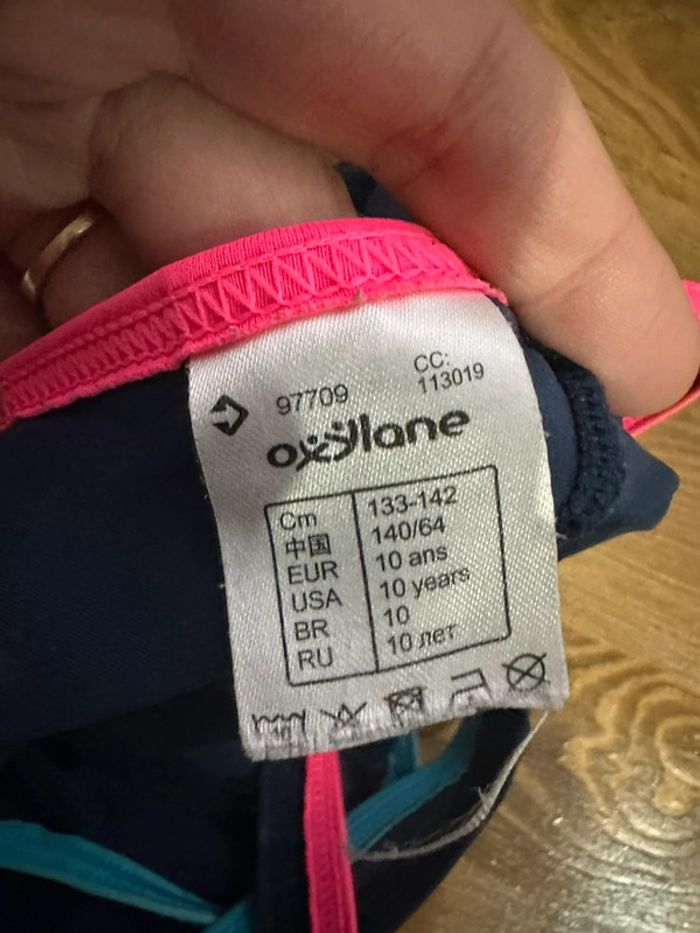 97709
CC:
113019
oxylane
Cm 133-142
中国 140/64
EUR 10 ans
USA 10 years
BR 10
RU 10 лет